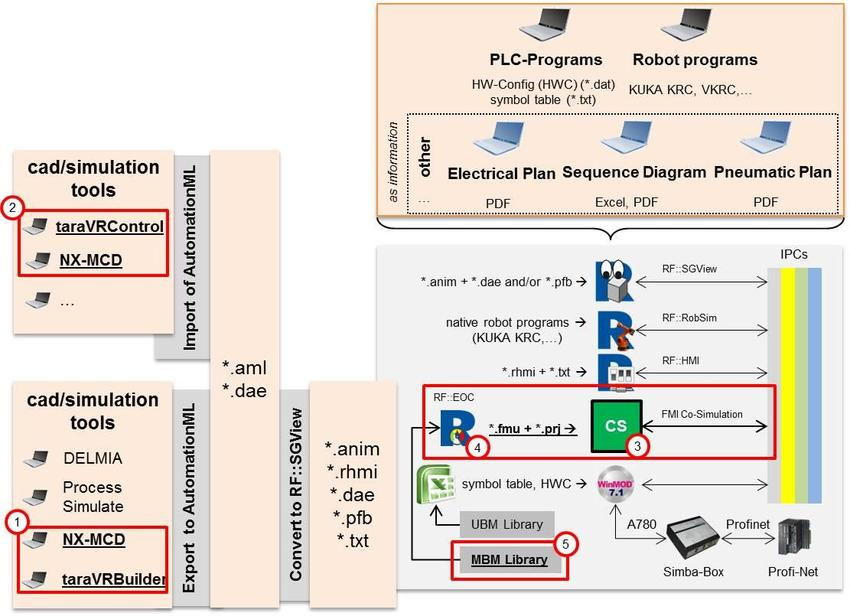 PLC-Programs
HW-Config (HWC) (*.dat)
symbol table (*.txt)
Robot programs
KUKA KRC, VKRC,...
as information
other
...
Electrical Plan
PDF
Sequence Diagram
Excel, PDF
Pneumatic Plan
PDF
cad/simulation
tools
2
taraVRControl
NX-MCD
...
Import of AutomationML
cad/simulation
tools
DELMIA
Process
Simulate
1
NX-MCD
taraVRBuilder
Export to AutomationML
*.aml
*.dae
Convert to RF::SGView
*.anim
*.rhmi
*.dae
*.pfb
*.txt
IPCs
*.anim + *.dae and/or *.pfb →
R
RF::SGView
native robot programs →
(KUKA KRC,...)
R
RF::RobSim
*.rhmi + *.txt →
R
RF::HMI
RF::EOC
R
4
*.fmu + *.prj →
CS
3
FMI Co-Simulation
symbol table, HWC →
WinMOD
7.1
UBM Library
MBM Library
5
A780
Simba-Box
Profinet
Profi-Net